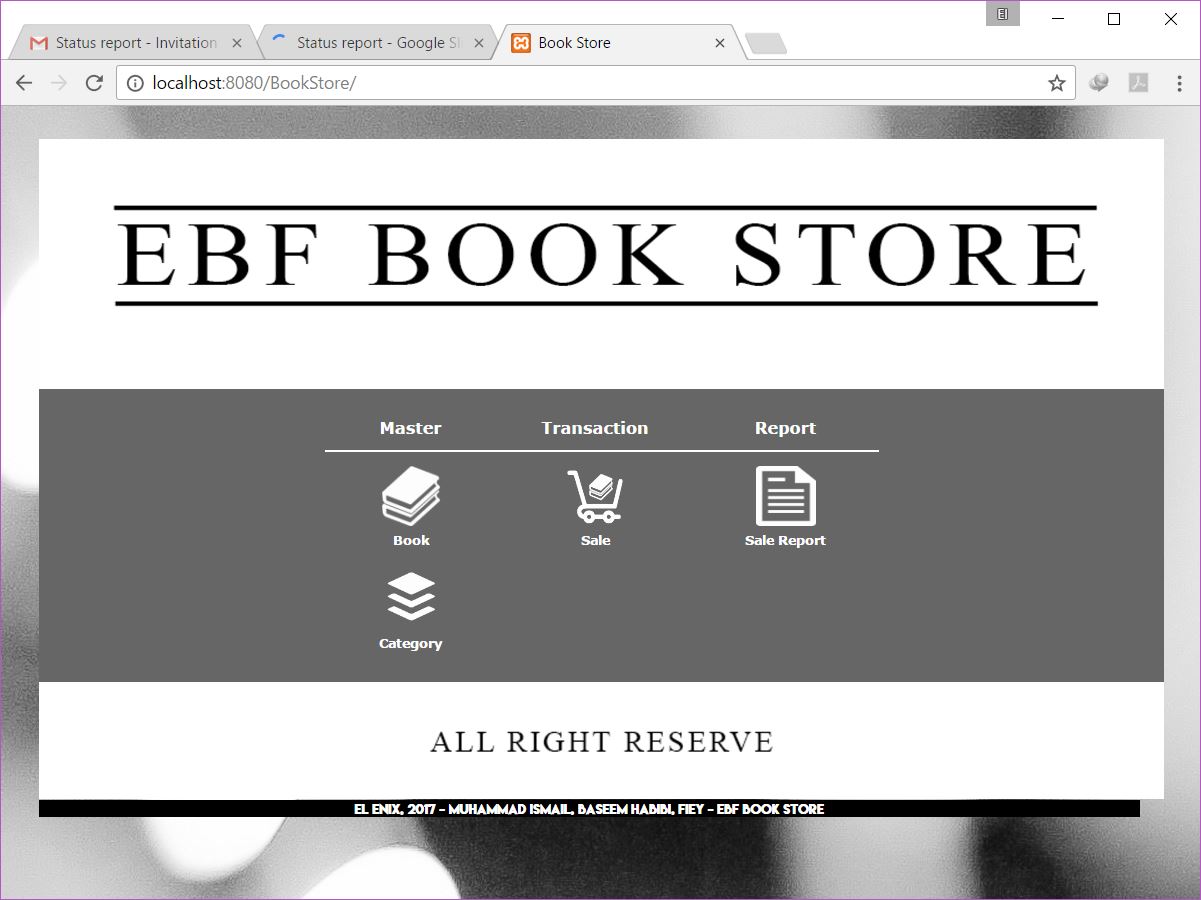 EI
Status report - Invitation
Status report - Google Sl
Book Store
localhost:8080/BookStore/
EBF BOOK STORE
Master Transaction Report
Book Sale Sale Report
Category
ALL RIGHT RESERVE
EL ENIX, 2017 - MUHAMMAD ISMAIL, BASEEM HABIBI, FIEY - EBF BOOK STORE